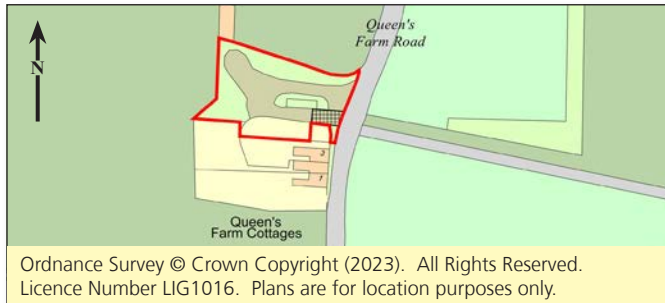 Queen's
Farm Road
N
3
1
Queen's
Farm Cottages
Ordnance Survey © Crown Copyright (2023). All Rights Reserved.
Licence Number LIG1016. Plans are for location purposes only.